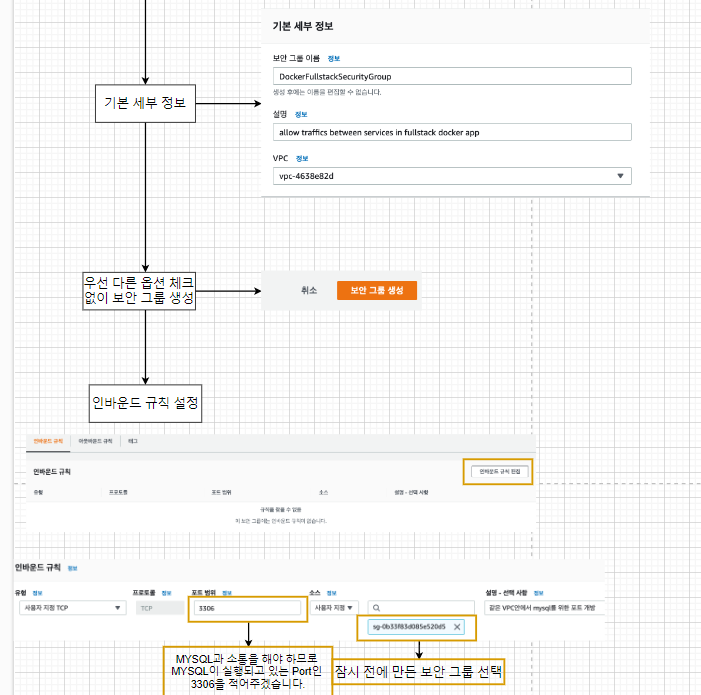 기본 세부 정보
보안 그룹 이름 정보
DockerFullstackSecurityGroup
생성 후에는 이름을 편집할 수 없습니다.
기본 세부 정보
설명 정보
allow traffics between services in fullstack docker app
VPC 정보
vpc-4638e82d
우선 다른 옵션 체크
없이 보안 그룹 생성
취소 보안 그룹 생성
인바운드 규칙 설정
인바운드 규칙 아웃바운드 규칙 태그
인바운드 규칙 인바운드 규칙 편집
유형 프로토콜 포트 범위 소스 설명 - 선택 사항
규칙을 찾을 수 없음
이 보안 그룹에는 인바운드 규칙이 없습니다.
인바운드 규칙 정보
유형 정보 프로토콜 정보 포트 범위 정보 소스 정보 설명 - 선택 사항 정보
사용자 지정 TCP TCP 3306 사용자 지정 같은 VPC안에서 mysql를 위한 포트 개방
sg-0b33f83d085e520d5
MYSQL과 소통을 해야 하므로
MYSQL이 실행되고 있는 Port인
3306을 적어주겠습니다.
잠시 전에 만든 보안 그룹 선택